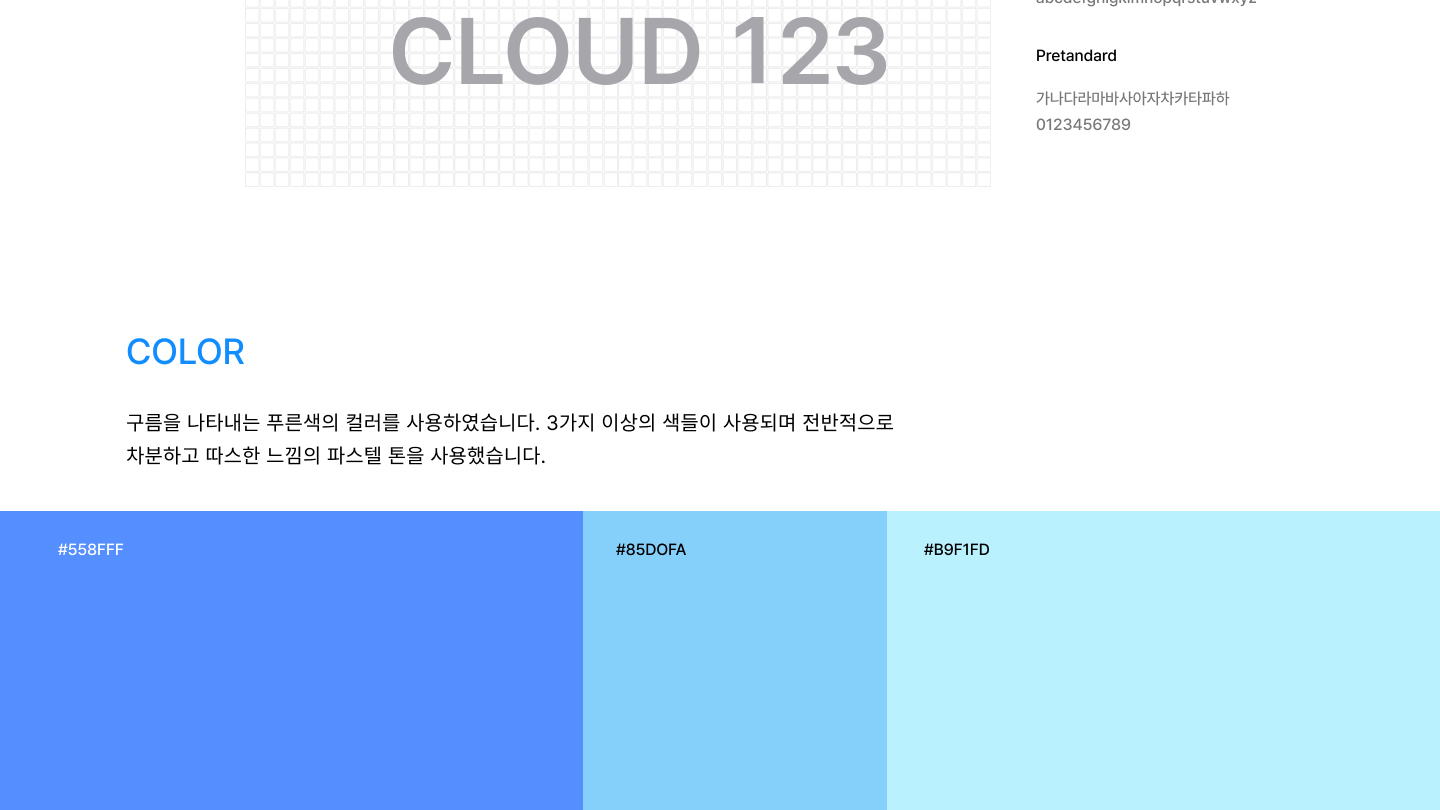 CLOUD 123
Pretandard
가나다라마바사아자차카타파하
0123456789
COLOR
구름을 나타내는 푸른색의 컬러를 사용하였습니다. 3가지 이상의 색들이 사용되며 전반적으로
차분하고 따스한 느낌의 파스텔 톤을 사용했습니다.
#558FFF
#85DOFA
#B9F1FD